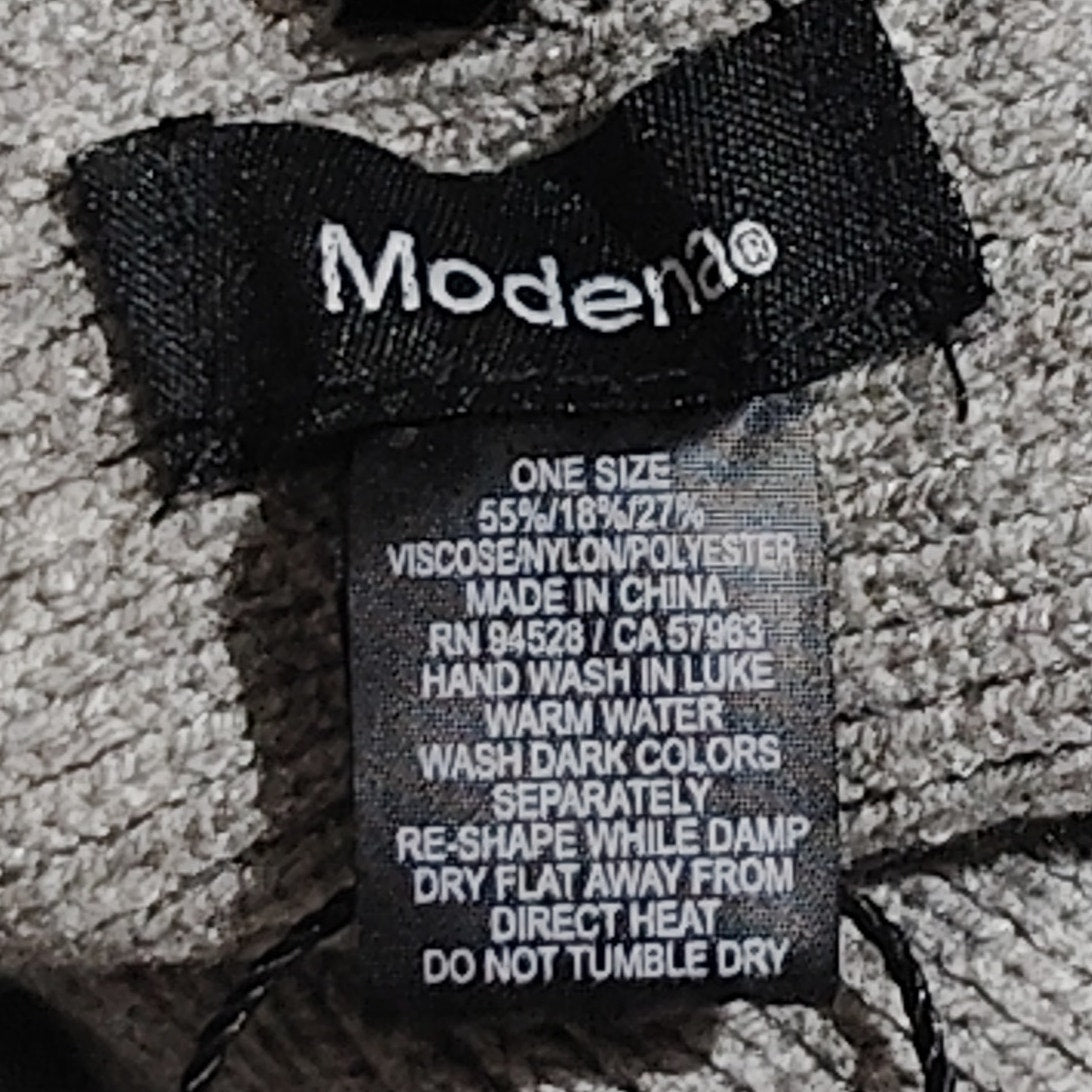 Modena®
ONE SIZE
55%/18%/27%
VISCOSE/NYLON/POLYESTER
MADE IN CHINA
RN 94528 / CA 57963
HAND WASH IN LUKE
WARM WATER
WASH DARK COLORS
SEPARATELY
RE-SHAPE WHILE DAMP
DRY FLAT AWAY FROM
DIRECT HEAT
DO NOT TUMBLE DRY